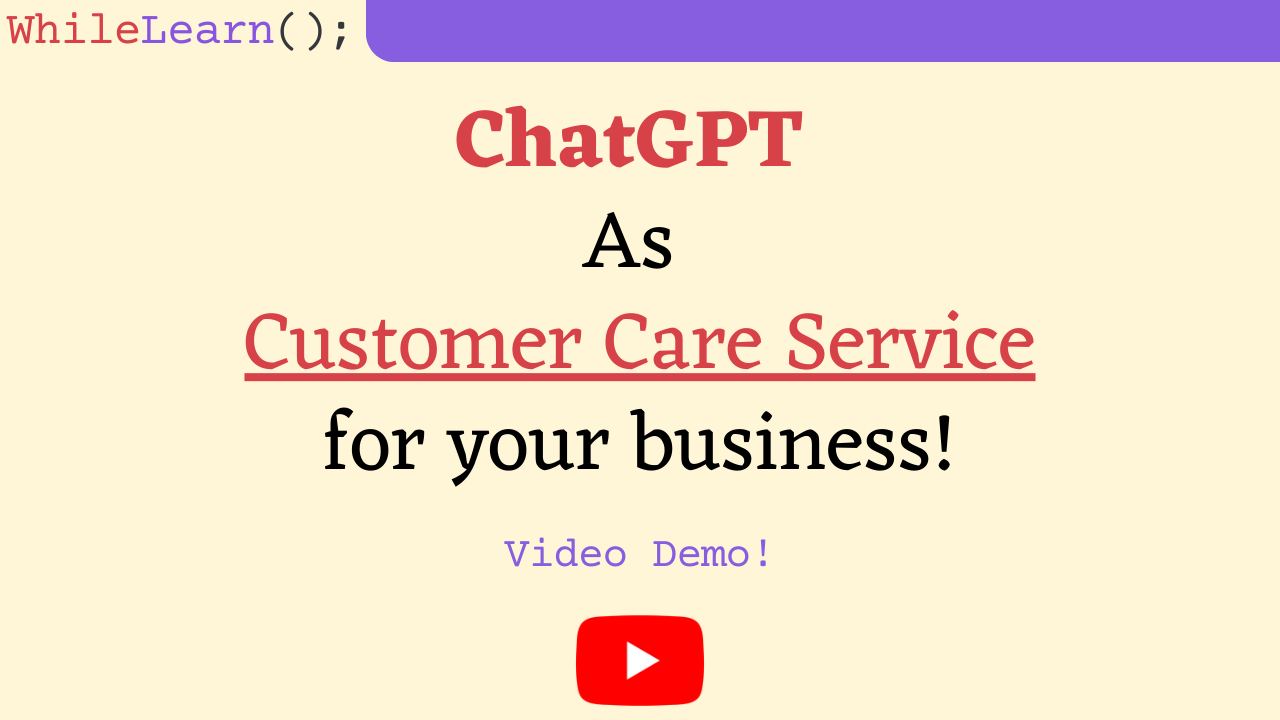 WhileLearn();
ChatGPT
As
Customer Care Service
for your business!
Video Demo!